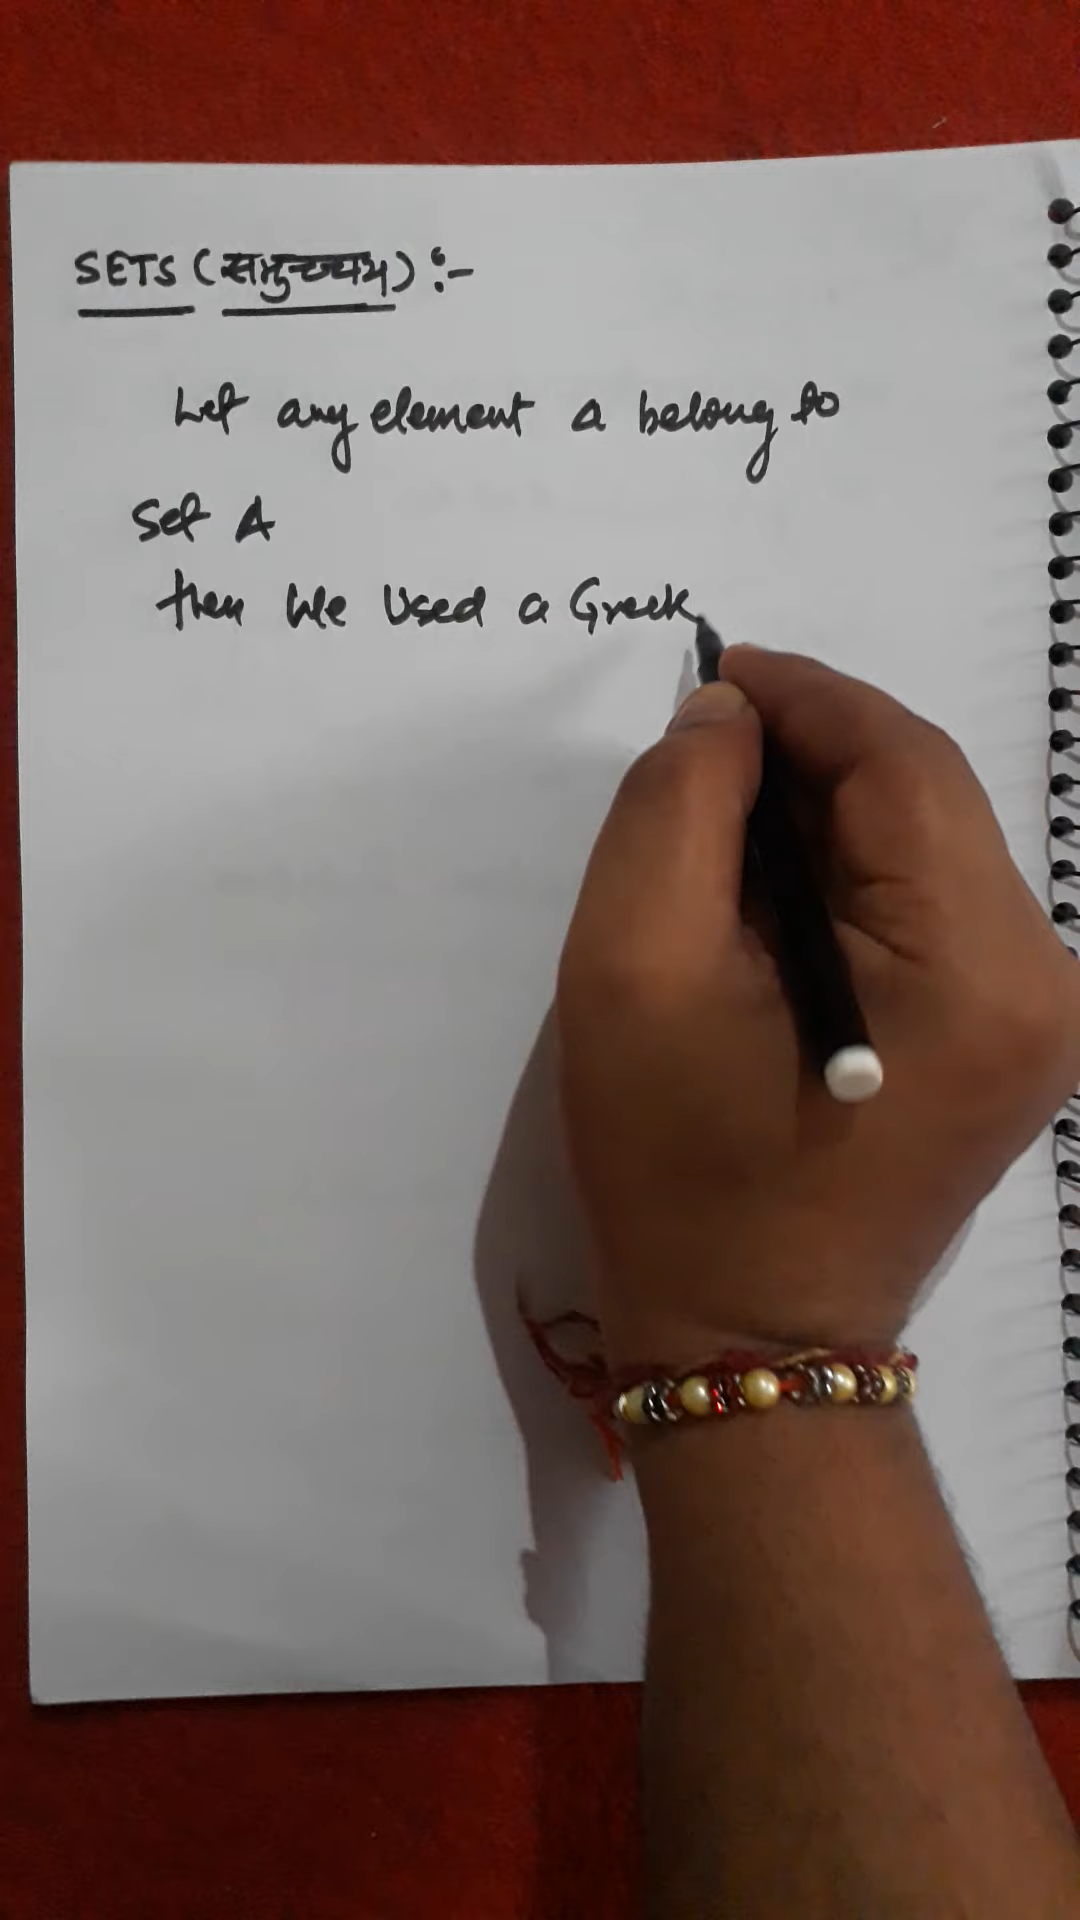 SETS (समुच्चय) :-
Let any element a belong to
Set A
then We Used a Greek